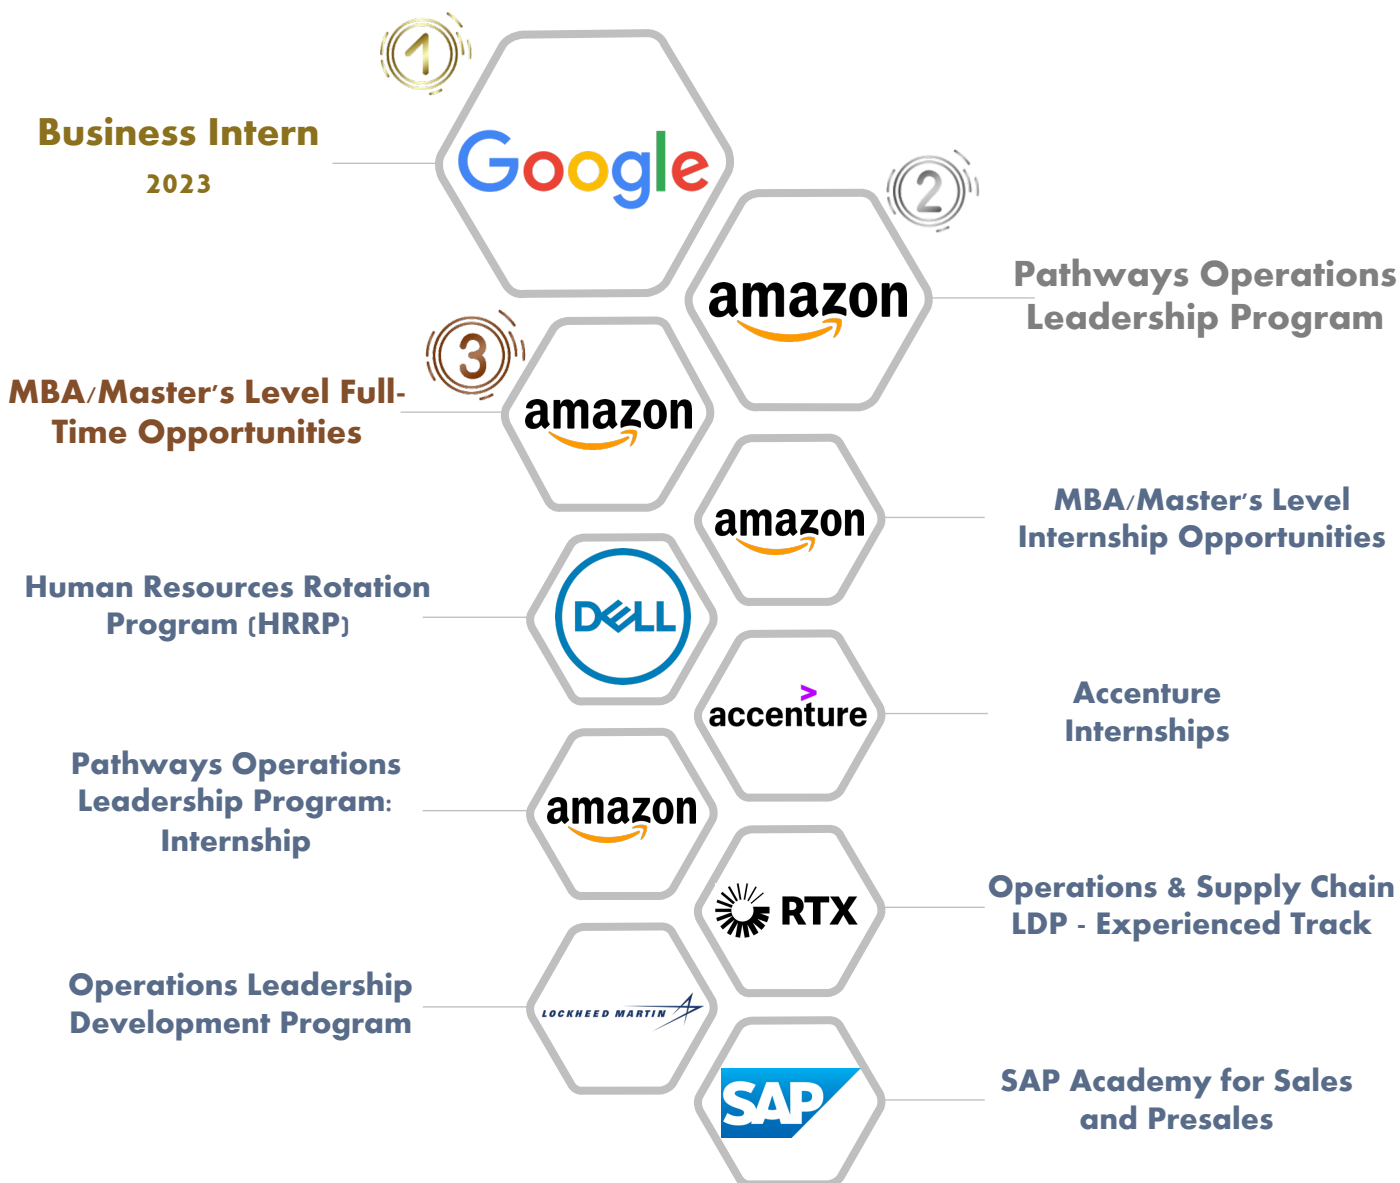 1
Business Intern
2023
Google
2
amazon
Pathways Operations
Leadership Program
3
MBA/Master's Level Full-
Time Opportunities
amazon
amazon
MBA/Master's Level
Internship Opportunities
Human Resources Rotation
Program (HRRP)
DELL
>
accenture
Accenture
Internships
Pathways Operations
Leadership Program:
Internship
amazon
RTX
Operations & Supply Chain
LDP - Experienced Track
Operations Leadership
Development Program
LOCKHEED MARTIN
SAP
SAP Academy for Sales
and Presales